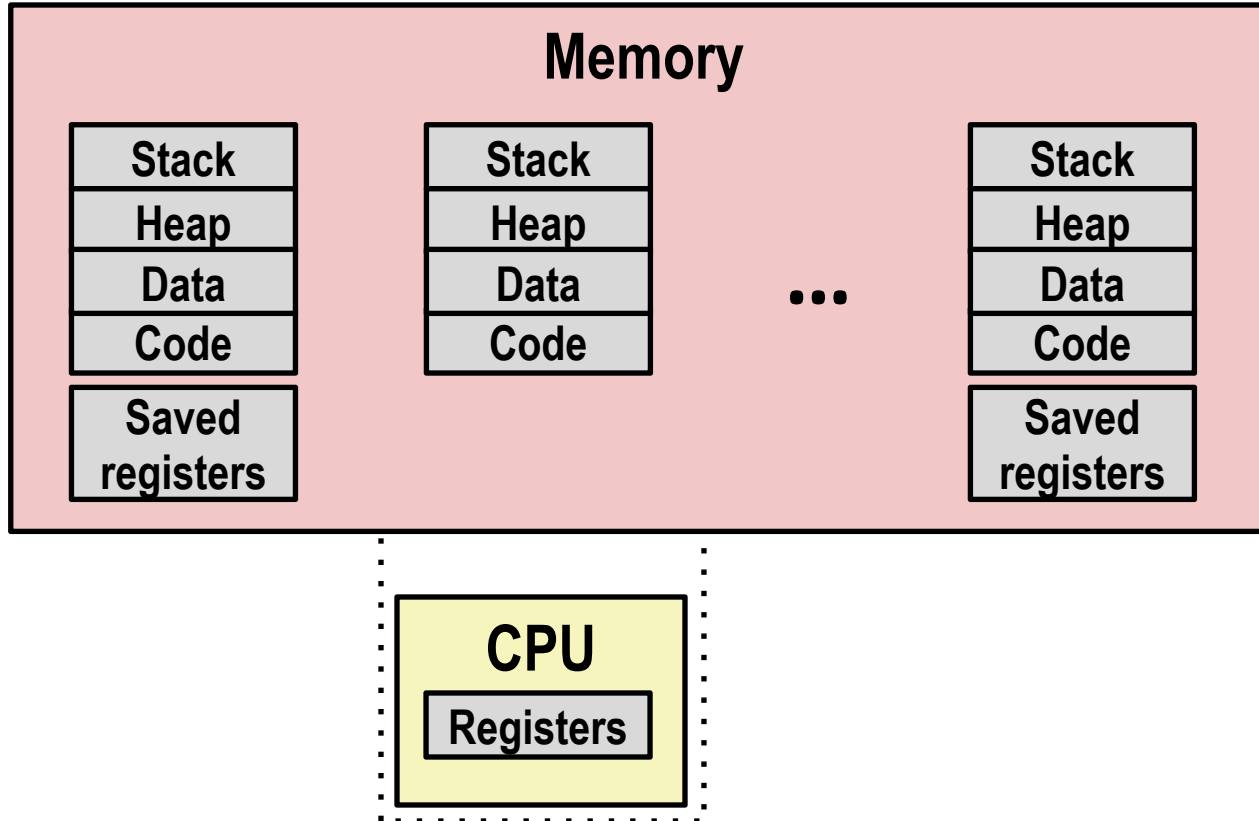 Memory
Stack
Heap
Data
Code
Saved
registers
Stack
Heap
Data
Code
...
Stack
Heap
Data
Code
Saved
registers
CPU
Registers